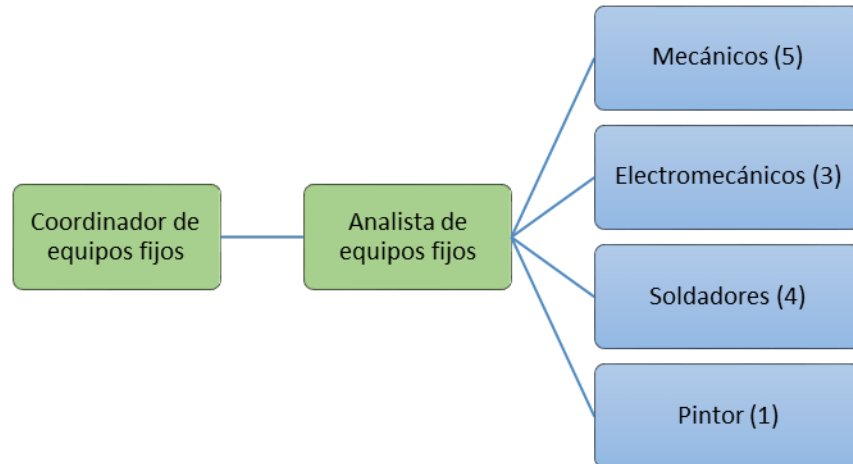 Coordinador de
equipos fijos
Analista de
equipos fijos
Mecánicos (5)
Electromecánicos (3)
Soldadores (4)
Pintor (1)